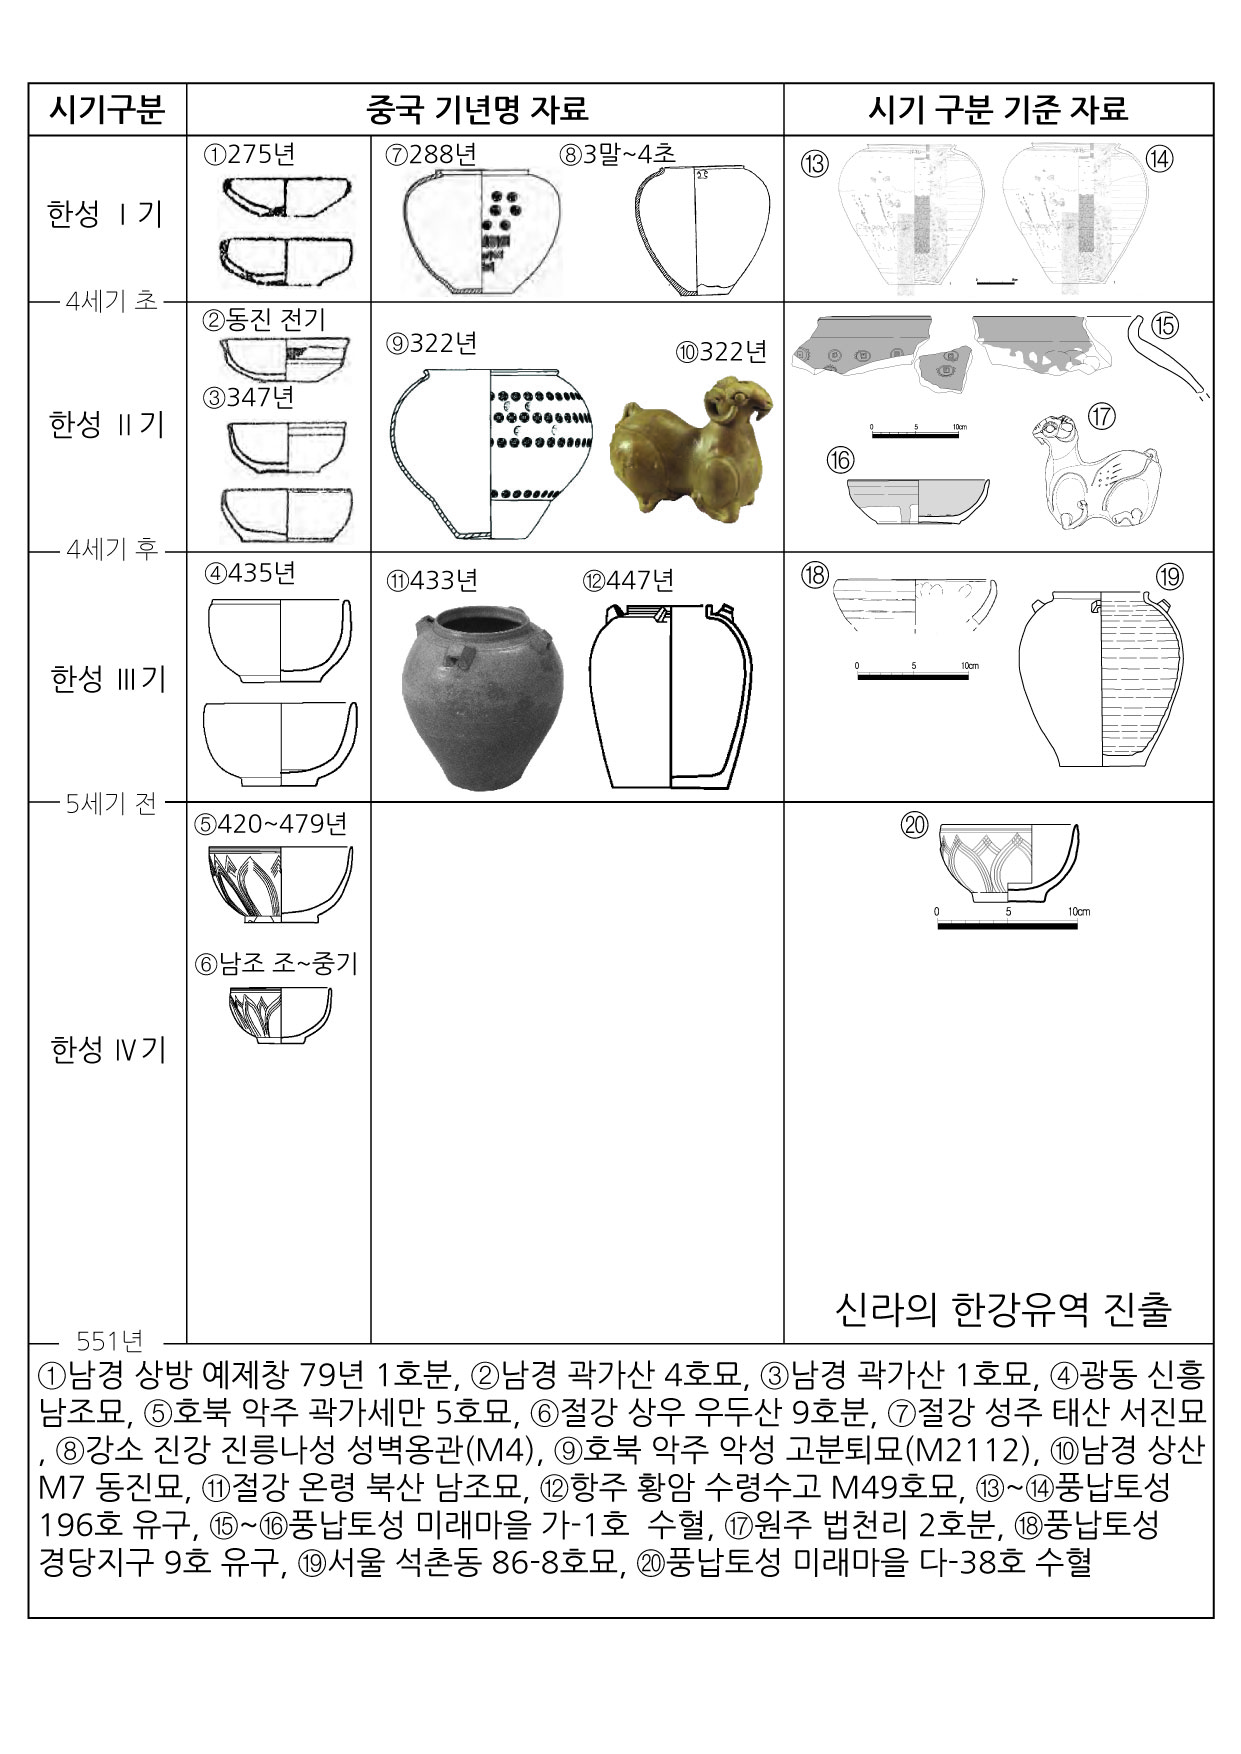 시기구분 중국 기년명 자료 시기 구분 기준 자료
①275년 ⑦288년 ⑧3말~4초 ⑬ ⑭
한성 Ⅰ기
4세기 초
②동진 전기 ⑨322년 ⑩322년 ⑮
③347년 ⑰
한성 Ⅱ기
0 5 10cm
⑯
4세기 후
④435년 ⑪433년 ⑫447년 ⑱ ⑲
0 5 10cm
한성 Ⅲ기
5세기 전
⑤420~479년 ⑳
0 5 10cm
⑥남조 조~중기
한성 Ⅳ기
신라의 한강유역 진출
551년
①남경 상방 예제창 79년 1호분, ②남경 곽가산 4호묘, ③남경 곽가산 1호묘, ④광동 신흥
남조묘, ⑤호북 악주 곽가세만 5호묘, ⑥절강 상우 우두산 9호분, ⑦절강 성주 태산 서진묘
, ⑧강소 진강 진릉나성 성벽옹관(M4), ⑨호북 악주 악성 고분퇴묘(M2112), ⑩남경 상산
M7 동진묘, ⑪절강 온령 북산 남조묘, ⑫항주 황암 수령수고 M49호묘, ⑬~⑭풍납토성
196호 유구, ⑮~⑯풍납토성 미래마을 가-1호 수혈, ⑰원주 법천리 2호분, ⑱풍납토성
경당지구 9호 유구, ⑲서울 석촌동 86-8호묘, ⑳풍납토성 미래마을 다-38호 수혈